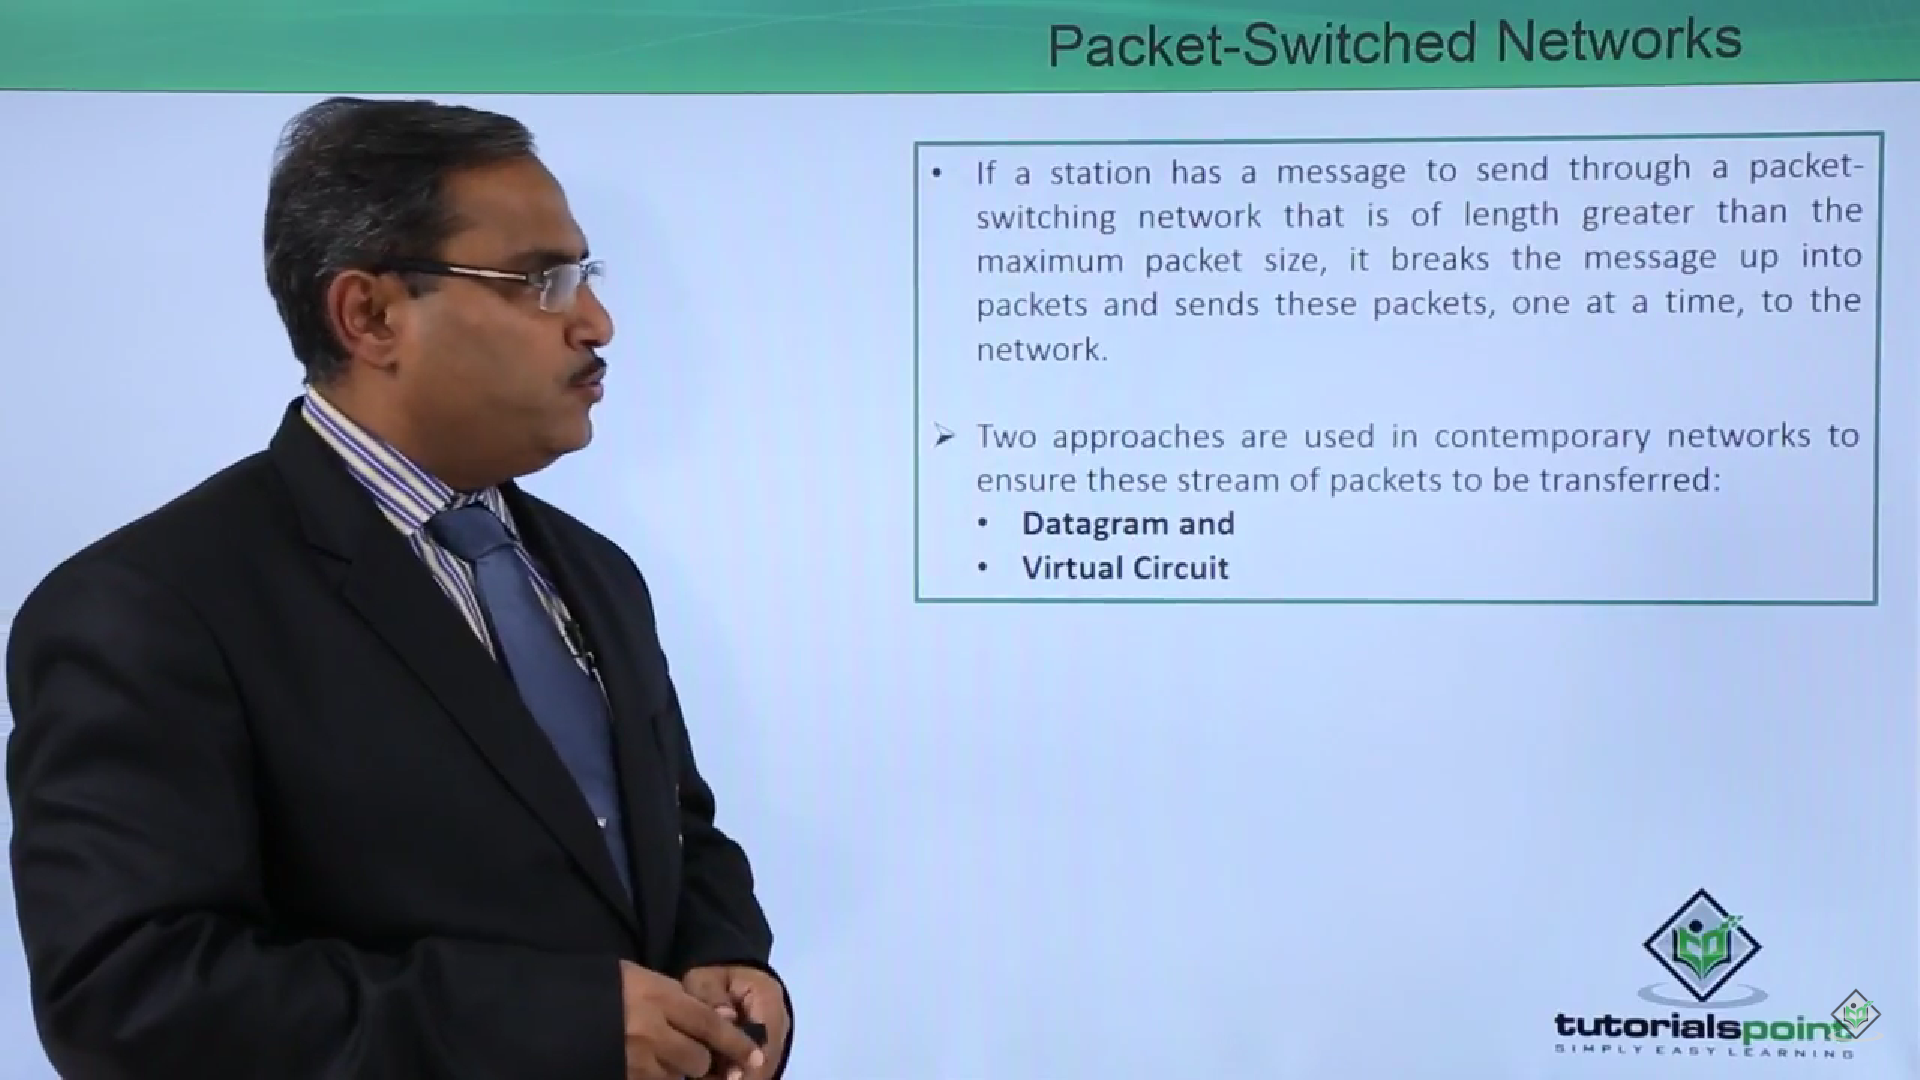 Packet-Switched Networks
• If a station has a message to send through a packet-
switching network that is of length greater than the
maximum packet size, it breaks the message up into
packets and sends these packets, one at a time, to the
network.
➢ Two approaches are used in contemporary networks to
ensure these stream of packets to be transferred:
• Datagram and
• Virtual Circuit
tutorialspoint
SIMPLY EASY LEARNING